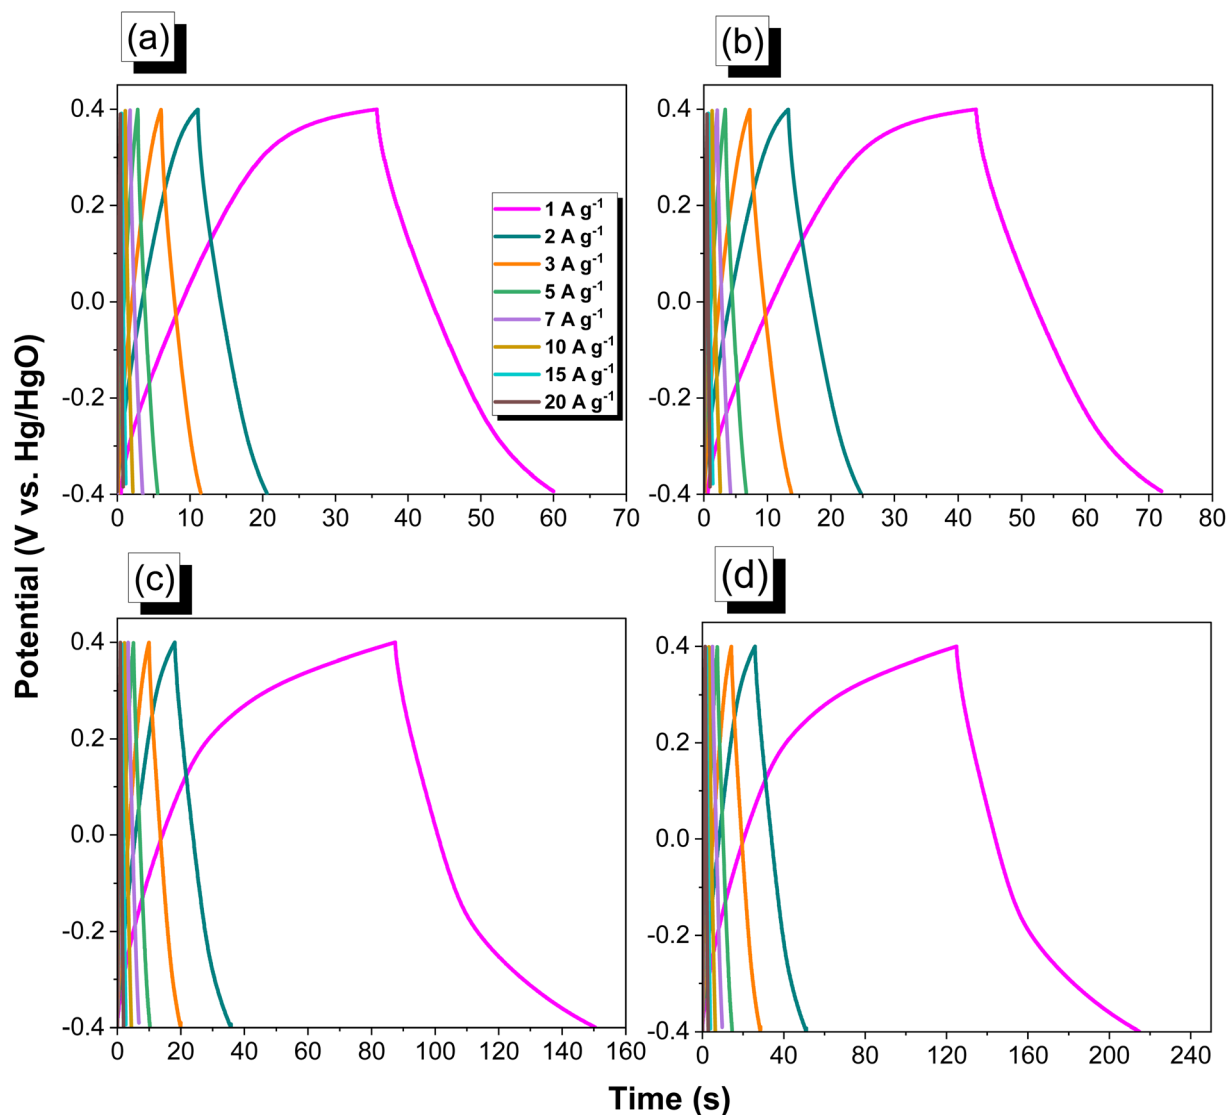 (a)
(b)
0.4
0.2
0.0
-0.2
-0.4
0 10 20 30 40 50 60 70
1 A g⁻¹
2 A g⁻¹
3 A g⁻¹
5 A g⁻¹
7 A g⁻¹
10 A g⁻¹
15 A g⁻¹
20 A g⁻¹
0.4
0.2
0.0
-0.2
-0.4
0 10 20 30 40 50 60 70 80
Potential (V vs. Hg/HgO)
(c)
(d)
0.4
0.2
0.0
-0.2
-0.4
0 20 40 60 80 100 120 140 160
0.4
0.2
0.0
-0.2
-0.4
0 40 80 120 160 200 240
Time (s)